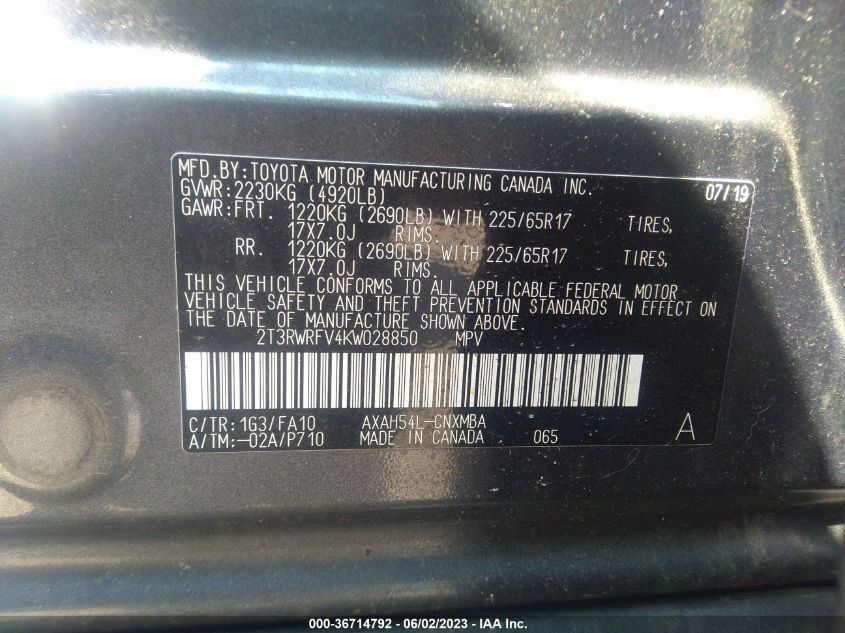 MFD.BY:TOYOTA MOTOR MANUFACTURING CANADA INC. 07/19
GVWR:2230KG (4920LB)
GAWR:FRT. 1220KG (2690LB) WITH 225/65R17 TIRES,
17X7.0J RIMS.
RR. 1220KG (2690LB) WITH 225/65R17 TIRES,
17X7.0J RIMS.
THIS VEHICLE CONFORMS TO ALL APPLICABLE FEDERAL MOTOR
VEHICLE SAFETY AND THEFT PREVENTION STANDARDS IN EFFECT ON
THE DATE OF MANUFACTURE SHOWN ABOVE.
2T3RWRFV4KW028850 MPV
C/TR: 1G3/FA10 AXAH54L-CNXMBA A
A/TM:-02A/P710 MADE IN CANADA 065
000-36714792 - 06/02/2023 - IAA Inc.